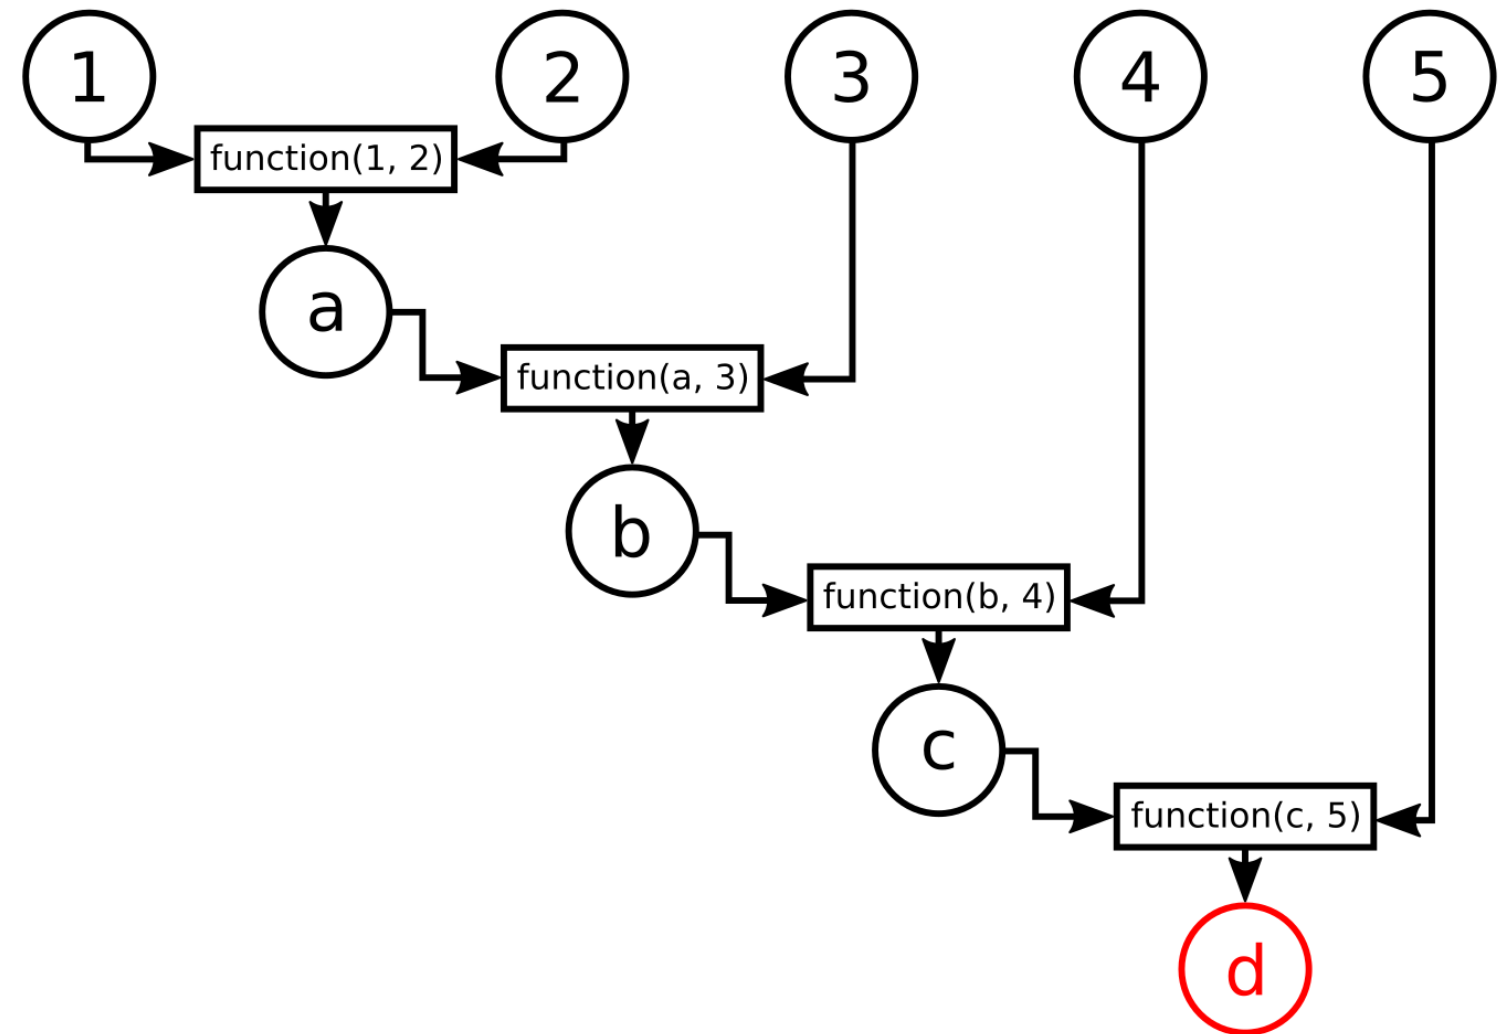 1
2
3
4
5
function(1, 2)
a
function(a, 3)
b
function(b, 4)
c
function(c, 5)
d